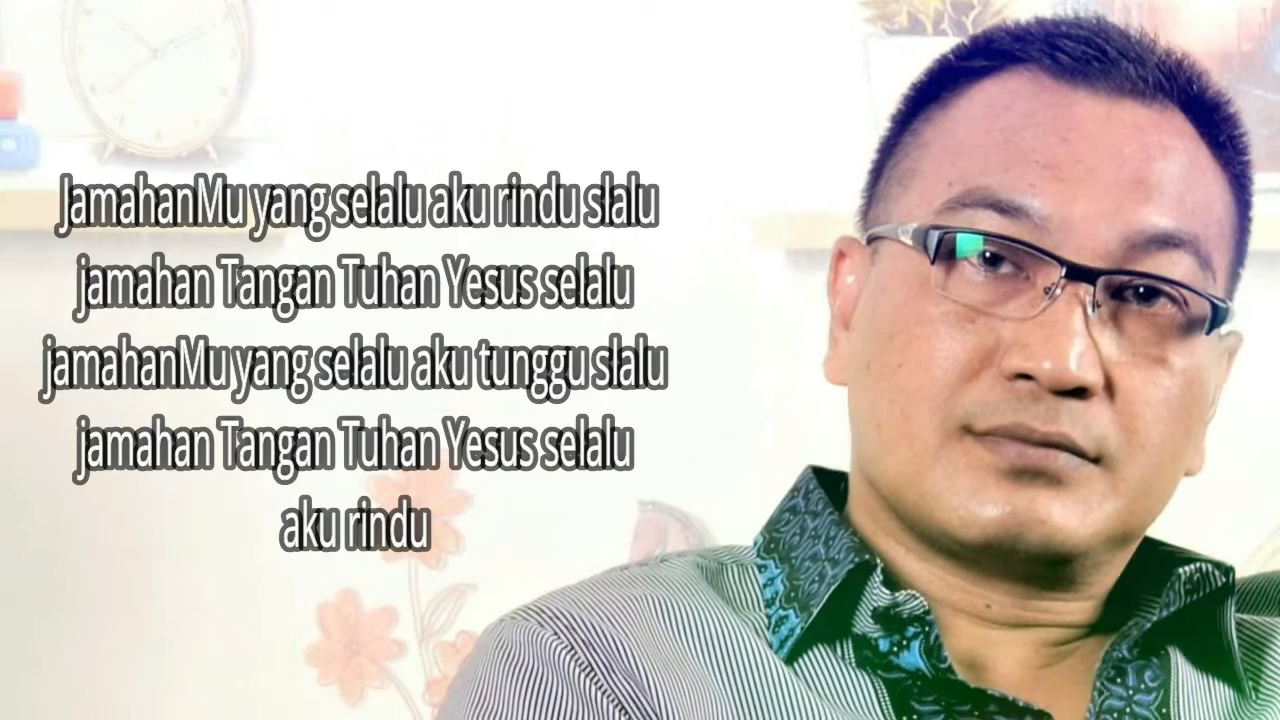 JamahanMu yang selalu aku rindu slalu
jamahan Tangan Tuhan Yesus selalu
jamahanMu yang selalu aku tunggu slalu
jamahan Tangan Tuhan Yesus selalu
aku rindu